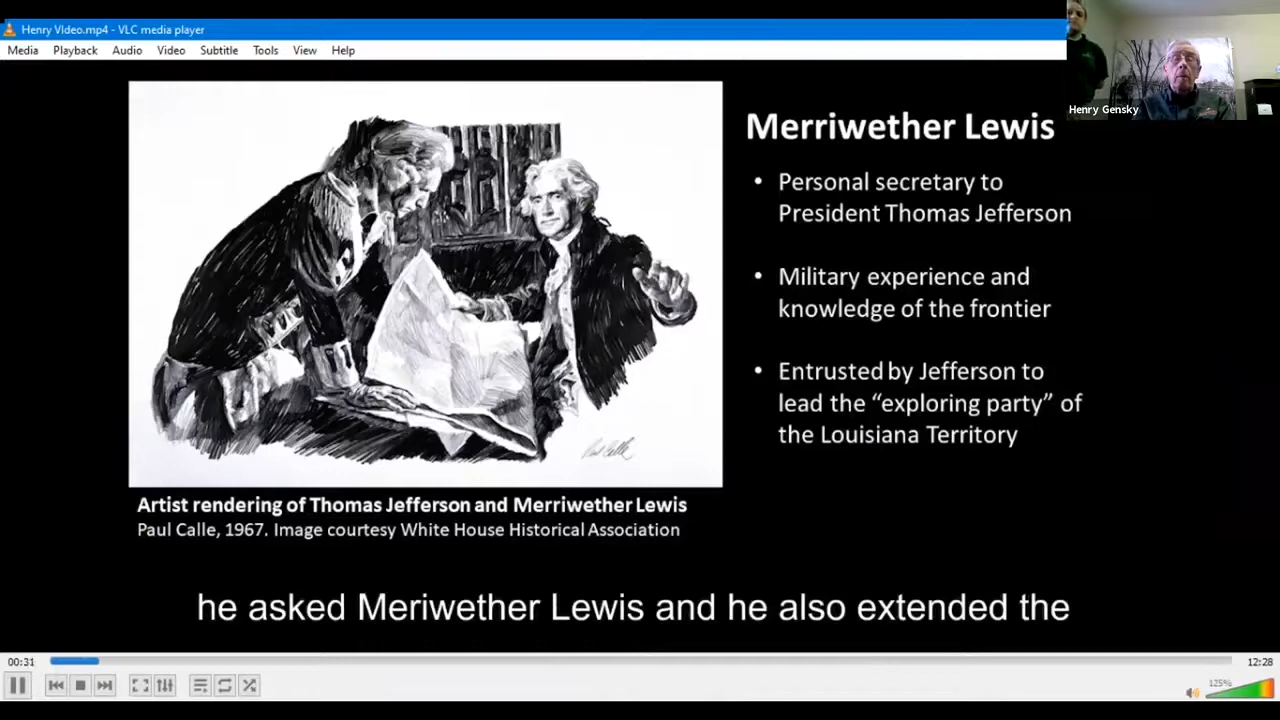 Henry Video.mp4 - VLC media player
Media Playback Audio Video Subtitle Tools View Help
Henry Gensky
Merriwether Lewis
• Personal secretary to
President Thomas Jefferson
• Military experience and
knowledge of the frontier
• Entrusted by Jefferson to
lead the “exploring party” of
the Louisiana Territory
Paul Calle
Artist rendering of Thomas Jefferson and Merriwether Lewis
Paul Calle, 1967. Image courtesy White House Historical Association
he asked Meriwether Lewis and he also extended the
00:31
12:28
125%